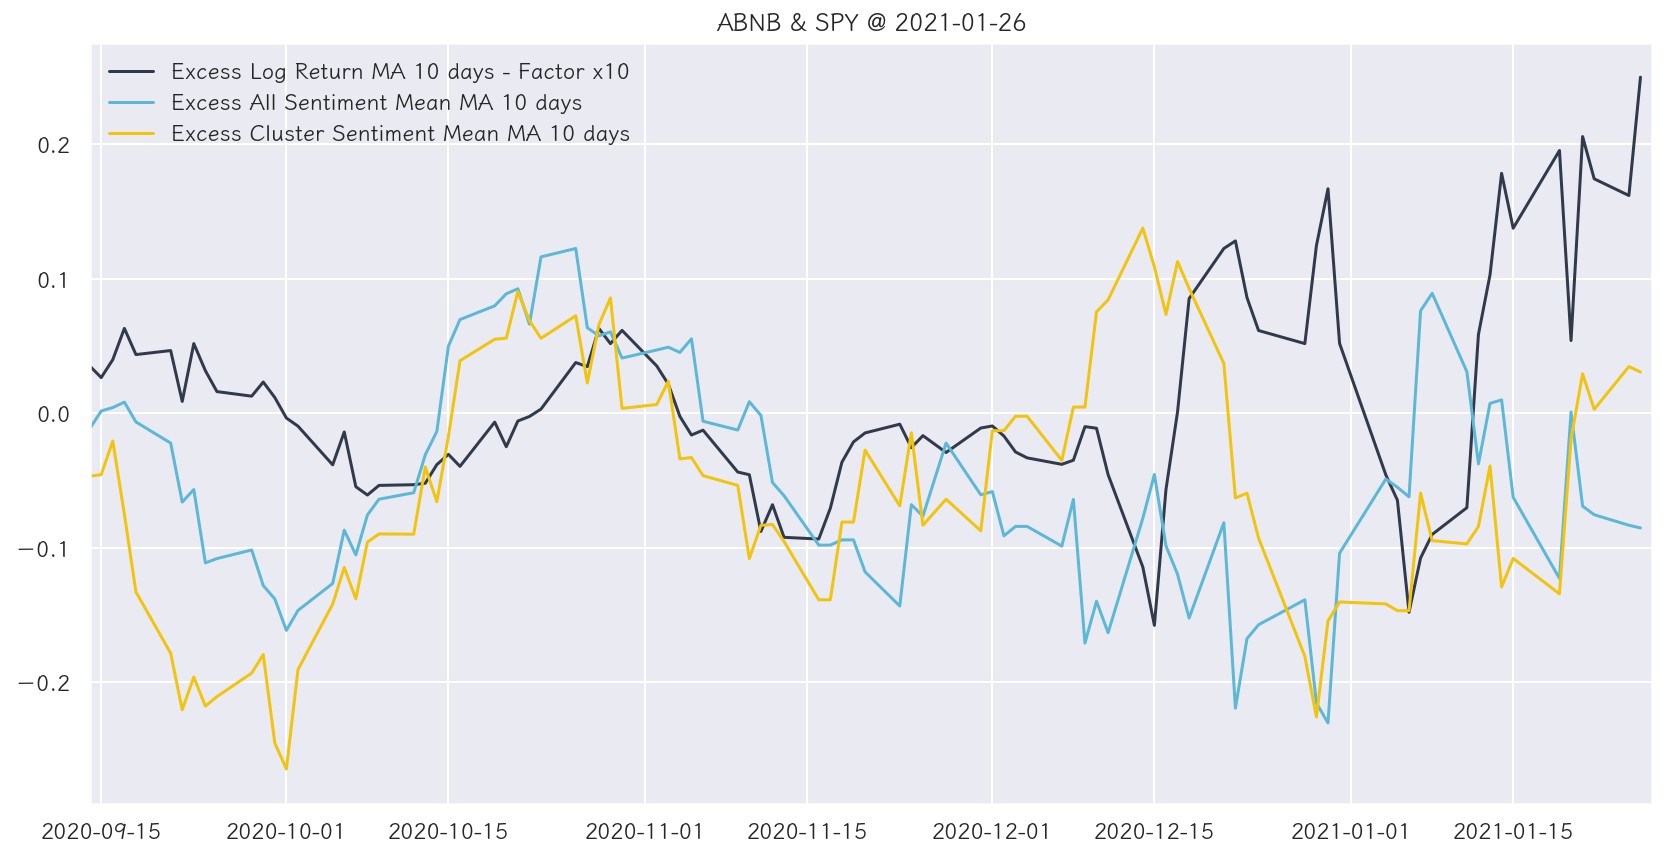 ABNB & SPY @ 2021-01-26
Excess Log Return MA 10 days - Factor x10
Excess All Sentiment Mean MA 10 days
Excess Cluster Sentiment Mean MA 10 days
0.2
0.1
0.0
−0.1
−0.2
2020-09-15 2020-10-01 2020-10-15 2020-11-01 2020-11-15 2020-12-01 2020-12-15 2021-01-01 2021-01-15